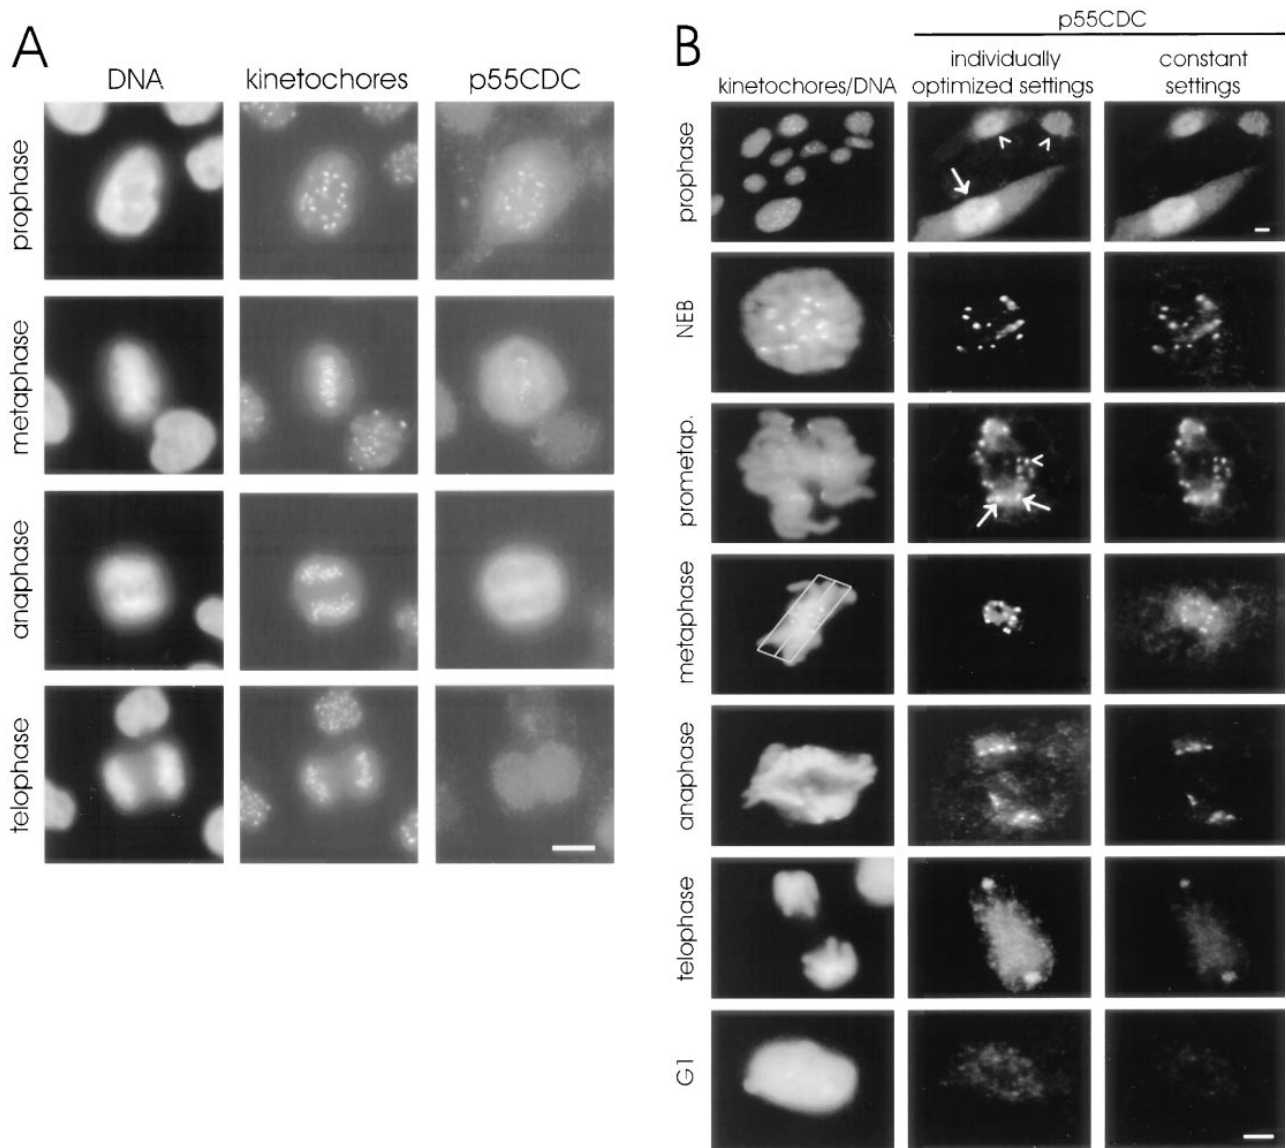 A
DNA
kinetochores
p55CDC
prophase
metaphase
anaphase
telophase
B
p55CDC
kinetochores/DNA
individually
optimized settings
constant
settings
prophase
NEB
prometap.
metaphase
anaphase
telophase
G1